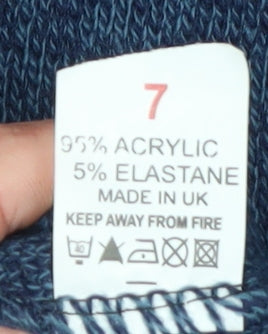 7
95% ACRYLIC
5% ELASTANE
MADE IN UK
KEEP AWAY FROM FIRE